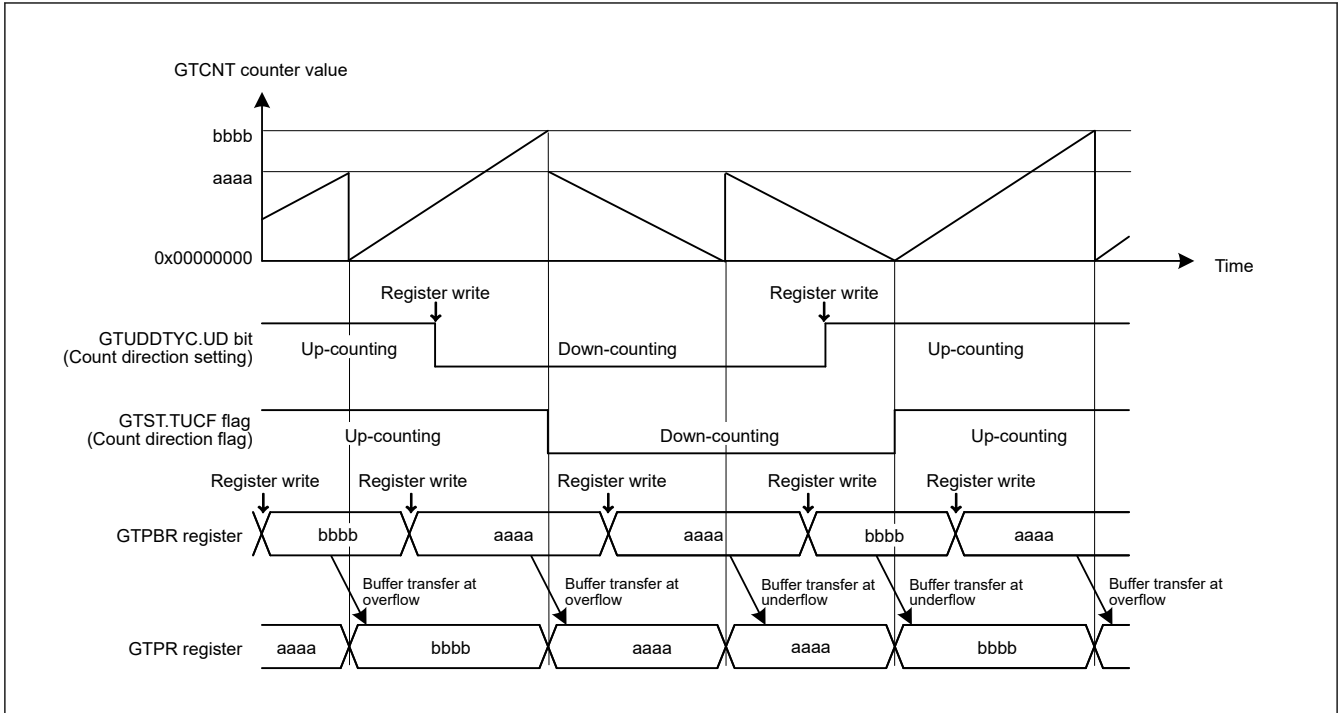 GTCNT counter value
bbbb
aaaa
0x00000000
Time
Register write
Register write
GTUDDTYC.UD bit
(Count direction setting)
Up-counting
Down-counting
Up-counting
GTST.TUCF flag
(Count direction flag)
Up-counting
Down-counting
Up-counting
Register write
Register write
Register write
Register write
Register write
GTPBR register
bbbb
aaaa
aaaa
bbbb
aaaa
Buffer transfer at
overflow
Buffer transfer at
overflow
Buffer transfer at
underflow
Buffer transfer at
underflow
Buffer transfer at
overflow
GTPR register
aaaa
bbbb
aaaa
aaaa
bbbb